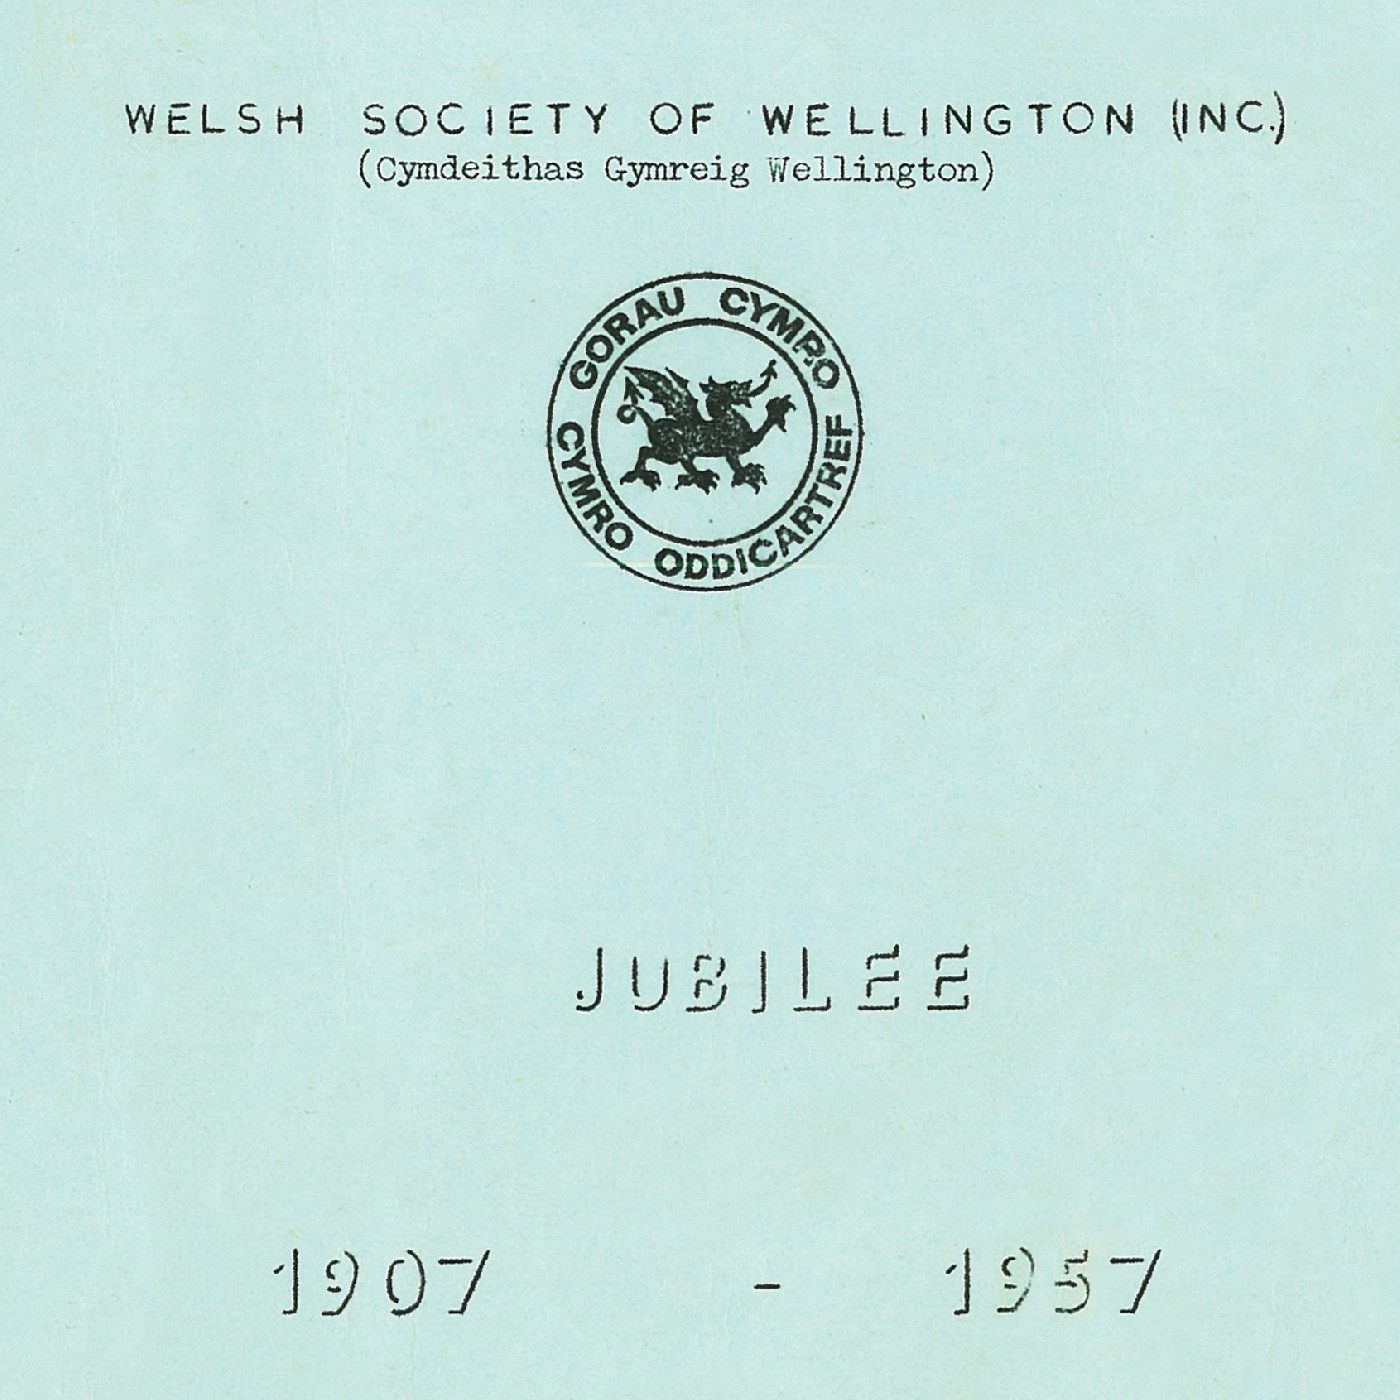 WELSH SOCIETY OF WELLINGTON (INC.)
(Cymdeithas Gymreig Wellington)
GORAU CYMRO
CYMRO ODDICARTREF
JUBILEE
1907 - 1957